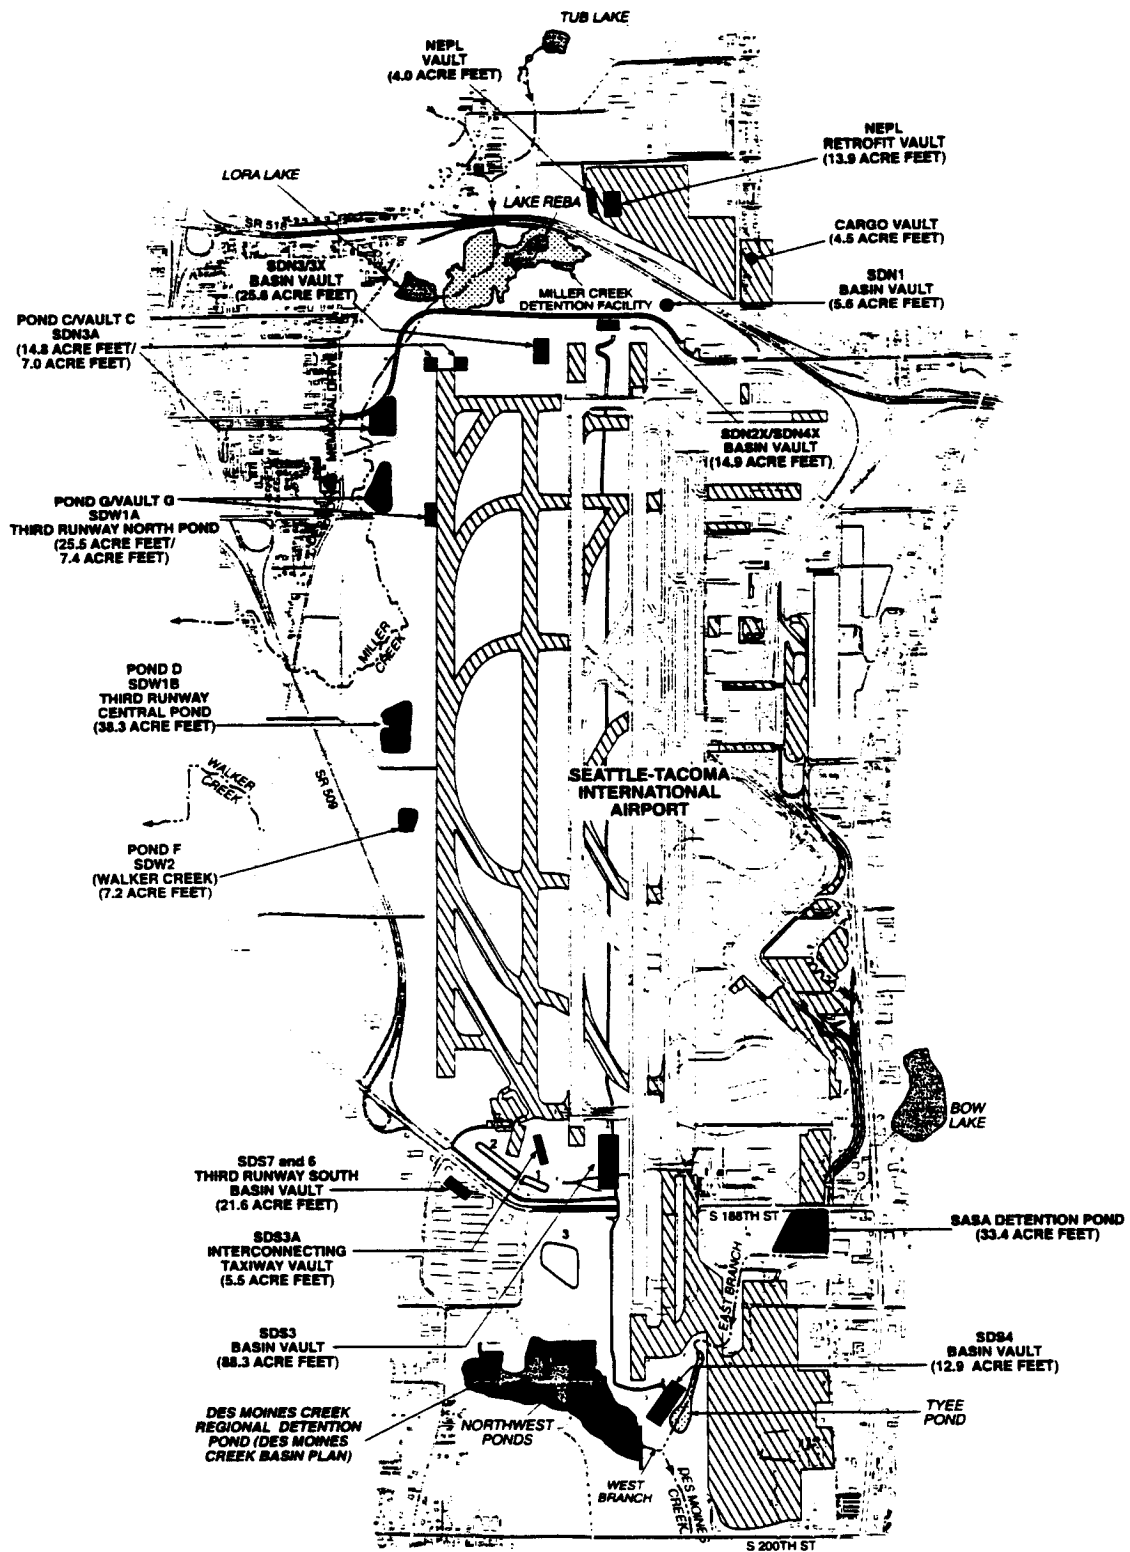 TUB LAKE
NEPL
VAULT
(4.0 ACRE FEET)
NEPL
RETROFIT VAULT
(13.9 ACRE FEET)
LORA LAKE
LAKE REBA
SR 518
CARGO VAULT
(4.5 ACRE FEET)
SDN3/3X
BASIN VAULT
(25.6 ACRE FEET)
MILLER CREEK
DETENTION FACILITY
SDN1
BASIN VAULT
(5.6 ACRE FEET)
POND C/VAULT C
SDN3A
(14.8 ACRE FEET/
7.0 ACRE FEET)
MEMORIAL DRIVE
SDN2X/SDN4X
BASIN VAULT
(14.9 ACRE FEET)
POND G/VAULT G
SDW1A
THIRD RUNWAY NORTH POND
(25.5 ACRE FEET/
7.4 ACRE FEET)
MILLER
CREEK
POND D
SDW1B
THIRD RUNWAY
CENTRAL POND
(38.3 ACRE FEET)
WALKER
CREEK
SR 509
SEATTLE-TACOMA
INTERNATIONAL
AIRPORT
POND F
SDW2
(WALKER CREEK)
(7.2 ACRE FEET)
BOW
LAKE
2
SDS7 and 6
THIRD RUNWAY SOUTH
BASIN VAULT
(21.6 ACRE FEET)
S 188TH ST
SASA DETENTION POND
(33.4 ACRE FEET)
SDS3A
INTERCONNECTING
TAXIWAY VAULT
(5.5 ACRE FEET)
3
EAST BRANCH
SDS3
BASIN VAULT
(88.3 ACRE FEET)
SDS4
BASIN VAULT
(12.9 ACRE FEET)
DES MOINES CREEK
REGIONAL DETENTION
POND (DES MOINES
CREEK BASIN PLAN)
NORTHWEST
PONDS
TYEE
POND
WEST
BRANCH
DES MOINES
CREEK
S 200TH ST